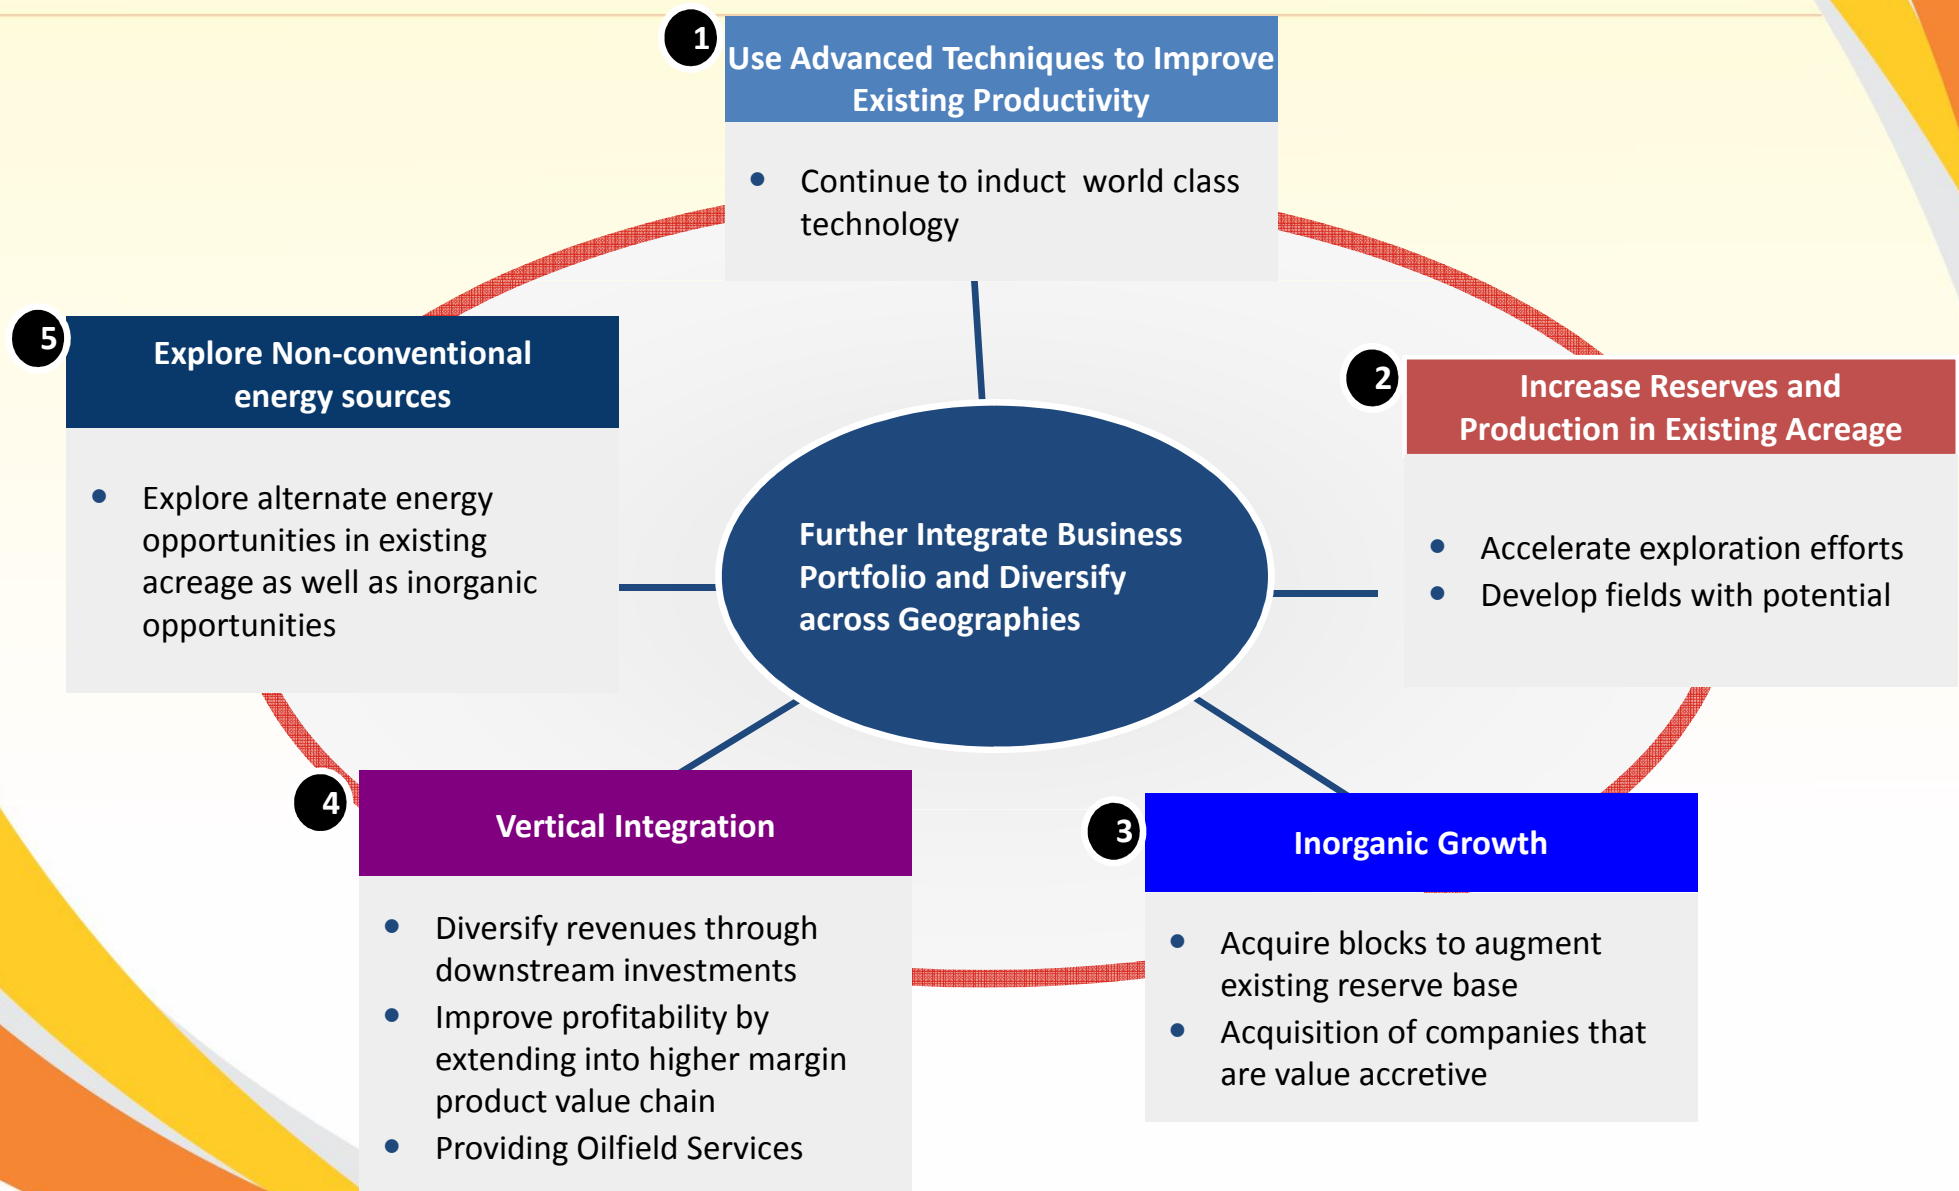 1
Use Advanced Techniques to Improve
Existing Productivity
• Continue to induct world class
technology
5
Explore Non-conventional
energy sources
• Explore alternate energy
opportunities in existing
acreage as well as inorganic
opportunities
Further Integrate Business
Portfolio and Diversify
across Geographies
2
Increase Reserves and
Production in Existing Acreage
• Accelerate exploration efforts
• Develop fields with potential
4
Vertical Integration
• Diversify revenues through
downstream investments
• Improve profitability by
extending into higher margin
product value chain
• Providing Oilfield Services
3
Inorganic Growth
• Acquire blocks to augment
existing reserve base
• Acquisition of companies that
are value accretive